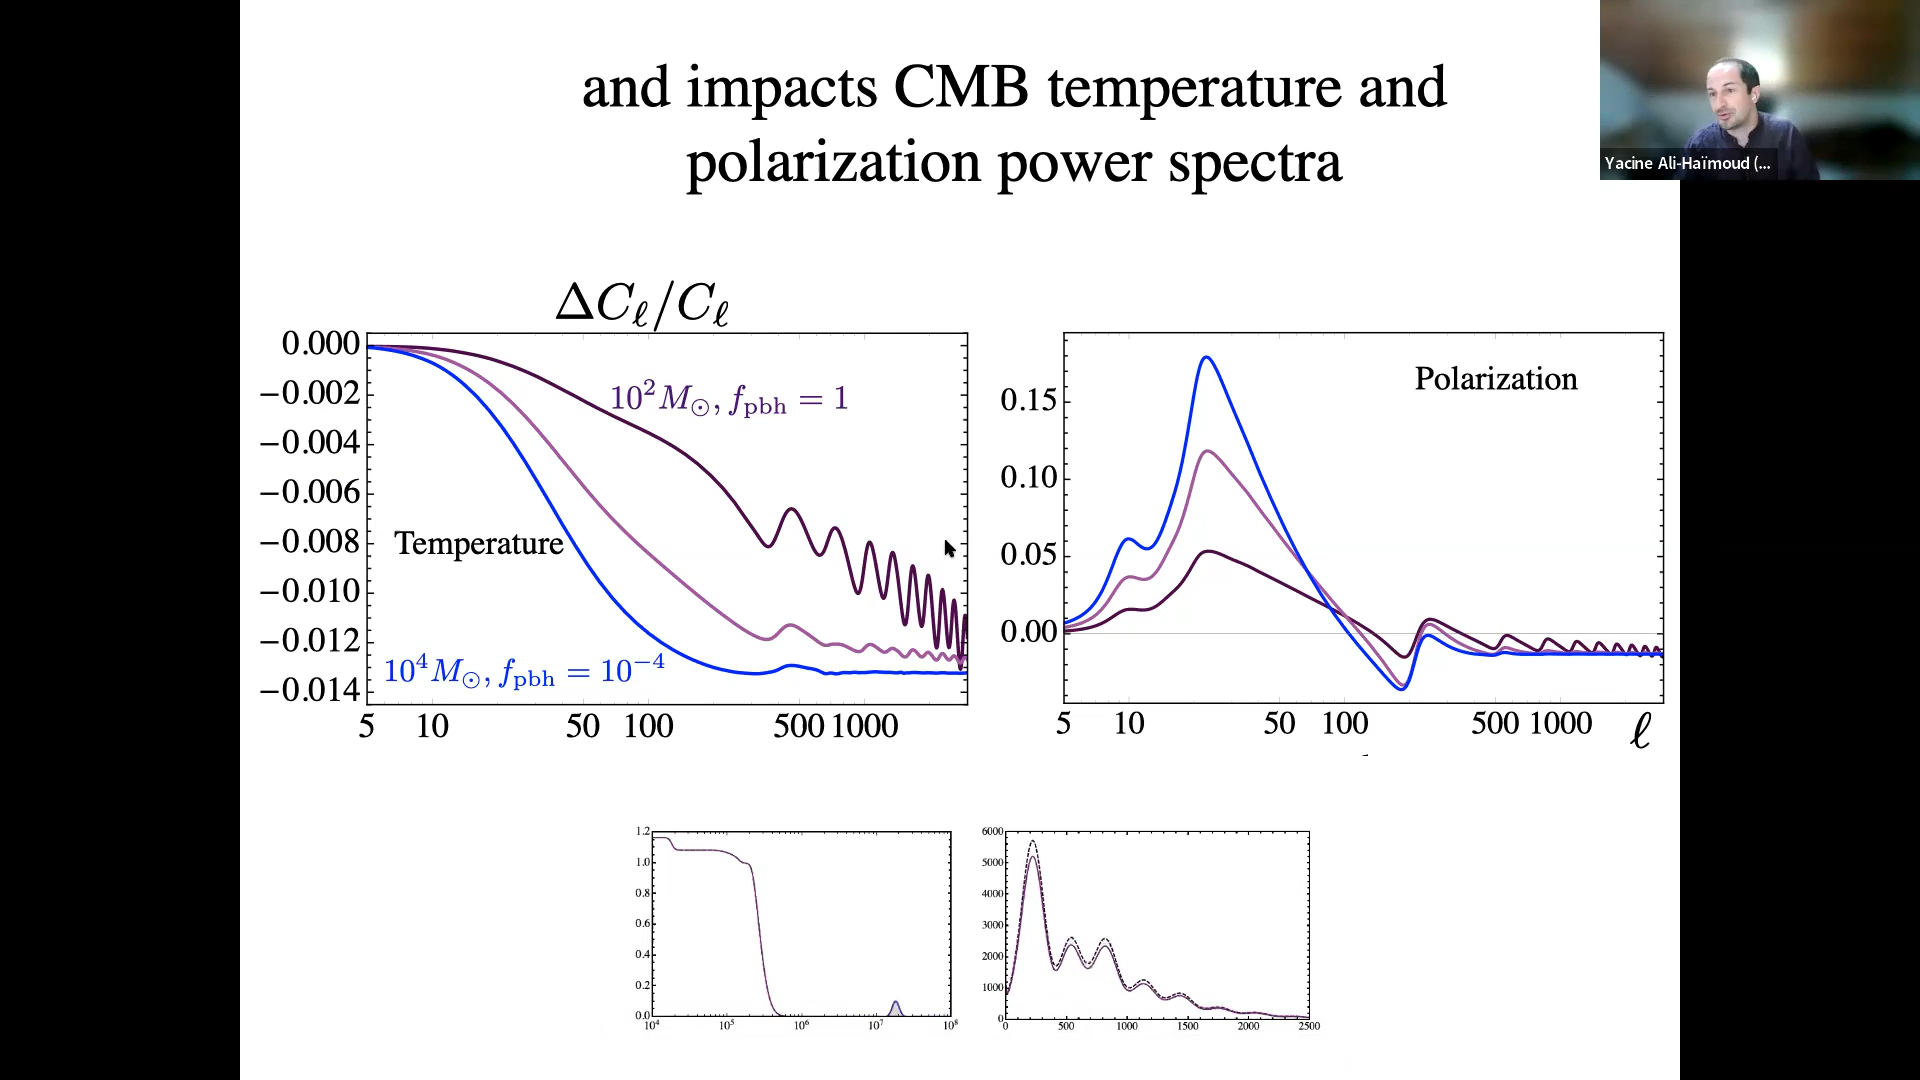 and impacts CMB temperature and
polarization power spectra
Yacine Ali-Haïmoud (...
ΔCℓ/Cℓ
0.000
−0.002
−0.004
−0.006
−0.008
−0.010
−0.012
−0.014
10²M⊙, fpbh = 1
Temperature
10⁴M⊙, fpbh = 10⁻⁴
5 10 50 100 500 1000
Polarization
0.15
0.10
0.05
0.00
5 10 50 100 500 1000 ℓ
1.2
1.0
0.8
0.6
0.4
0.2
0.0
10⁴ 10⁵ 10⁶ 10⁷ 10⁸
6000
5000
4000
3000
2000
1000
0
0 500 1000 1500 2000 2500